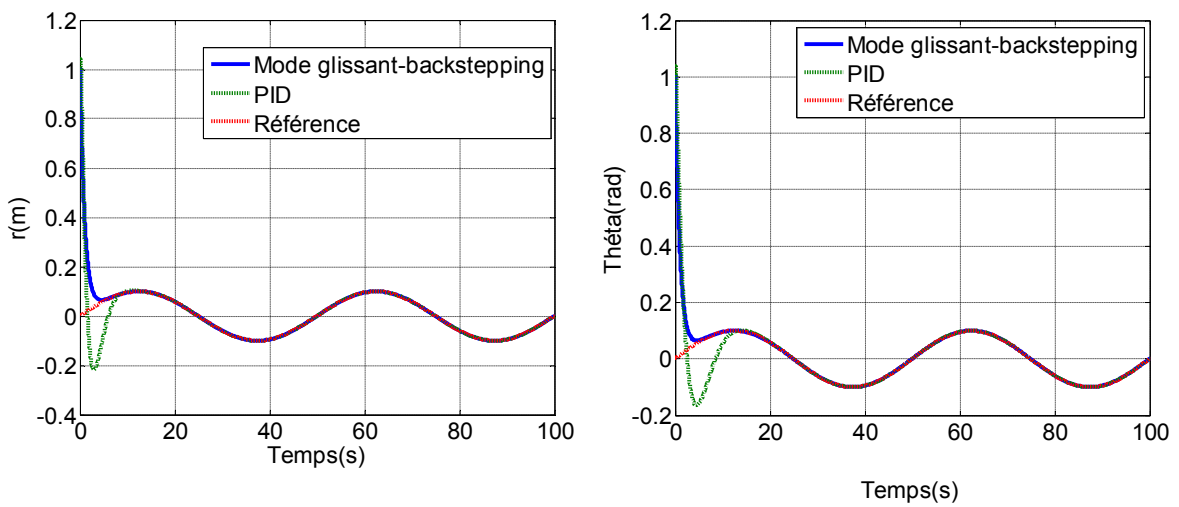 1.2
1
0.8
0.6
0.4
0.2
0
-0.2
-0.4
r(m)
Mode glissant-backstepping
PID
Référence
0 20 40 60 80 100
Temps(s)
1.2
1
0.8
0.6
0.4
0.2
0
-0.2
Théta(rad)
Mode glissant-backstepping
PID
Référence
0 20 40 60 80 100
Temps(s)